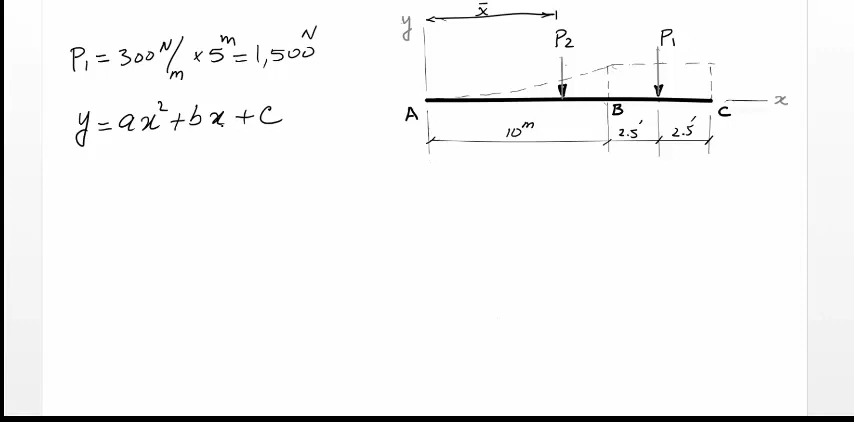 P₁ = 300 N/m × 5 m = 1,500 N
y = ax² + bx + c
y
x̄
P₂
P₁
A
B
C
x
10 m
2.5'
2.5'